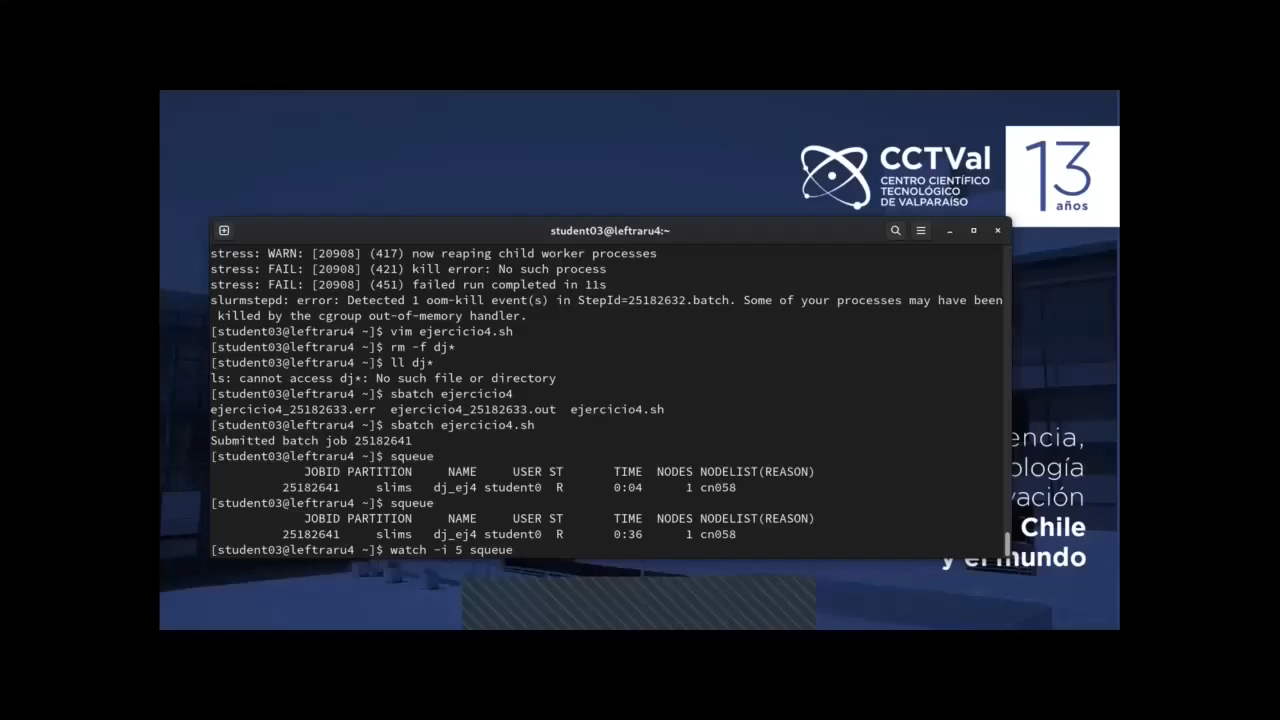 CCTVal
CENTRO CIENTÍFICO
TECNOLÓGICO
DE VALPARAÍSO
13
años
student03@leftraru4:~
stress: WARN: [20908] (417) now reaping child worker processes
stress: FAIL: [20908] (421) kill error: No such process
stress: FAIL: [20908] (451) failed run completed in 11s
slurmstepd: error: Detected 1 oom-kill event(s) in StepId=25182632.batch. Some of your processes may have been
killed by the cgroup out-of-memory handler.
[student03@leftraru4 ~]$ vim ejercicio4.sh
[student03@leftraru4 ~]$ rm -f dj*
[student03@leftraru4 ~]$ ll dj*
ls: cannot access dj*: No such file or directory
[student03@leftraru4 ~]$ sbatch ejercicio4
ejercicio4_25182633.err ejercicio4_25182633.out ejercicio4.sh
[student03@leftraru4 ~]$ sbatch ejercicio4.sh
Submitted batch job 25182641
[student03@leftraru4 ~]$ squeue
JOBID PARTITION NAME USER ST TIME NODES NODELIST(REASON)
25182641 slims dj_ej4 student0 R 0:04 1 cn058
[student03@leftraru4 ~]$ squeue
JOBID PARTITION NAME USER ST TIME NODES NODELIST(REASON)
25182641 slims dj_ej4 student0 R 0:36 1 cn058
[student03@leftraru4 ~]$ watch -i 5 squeue
encia,
ología
vación
Chile
y el mundo